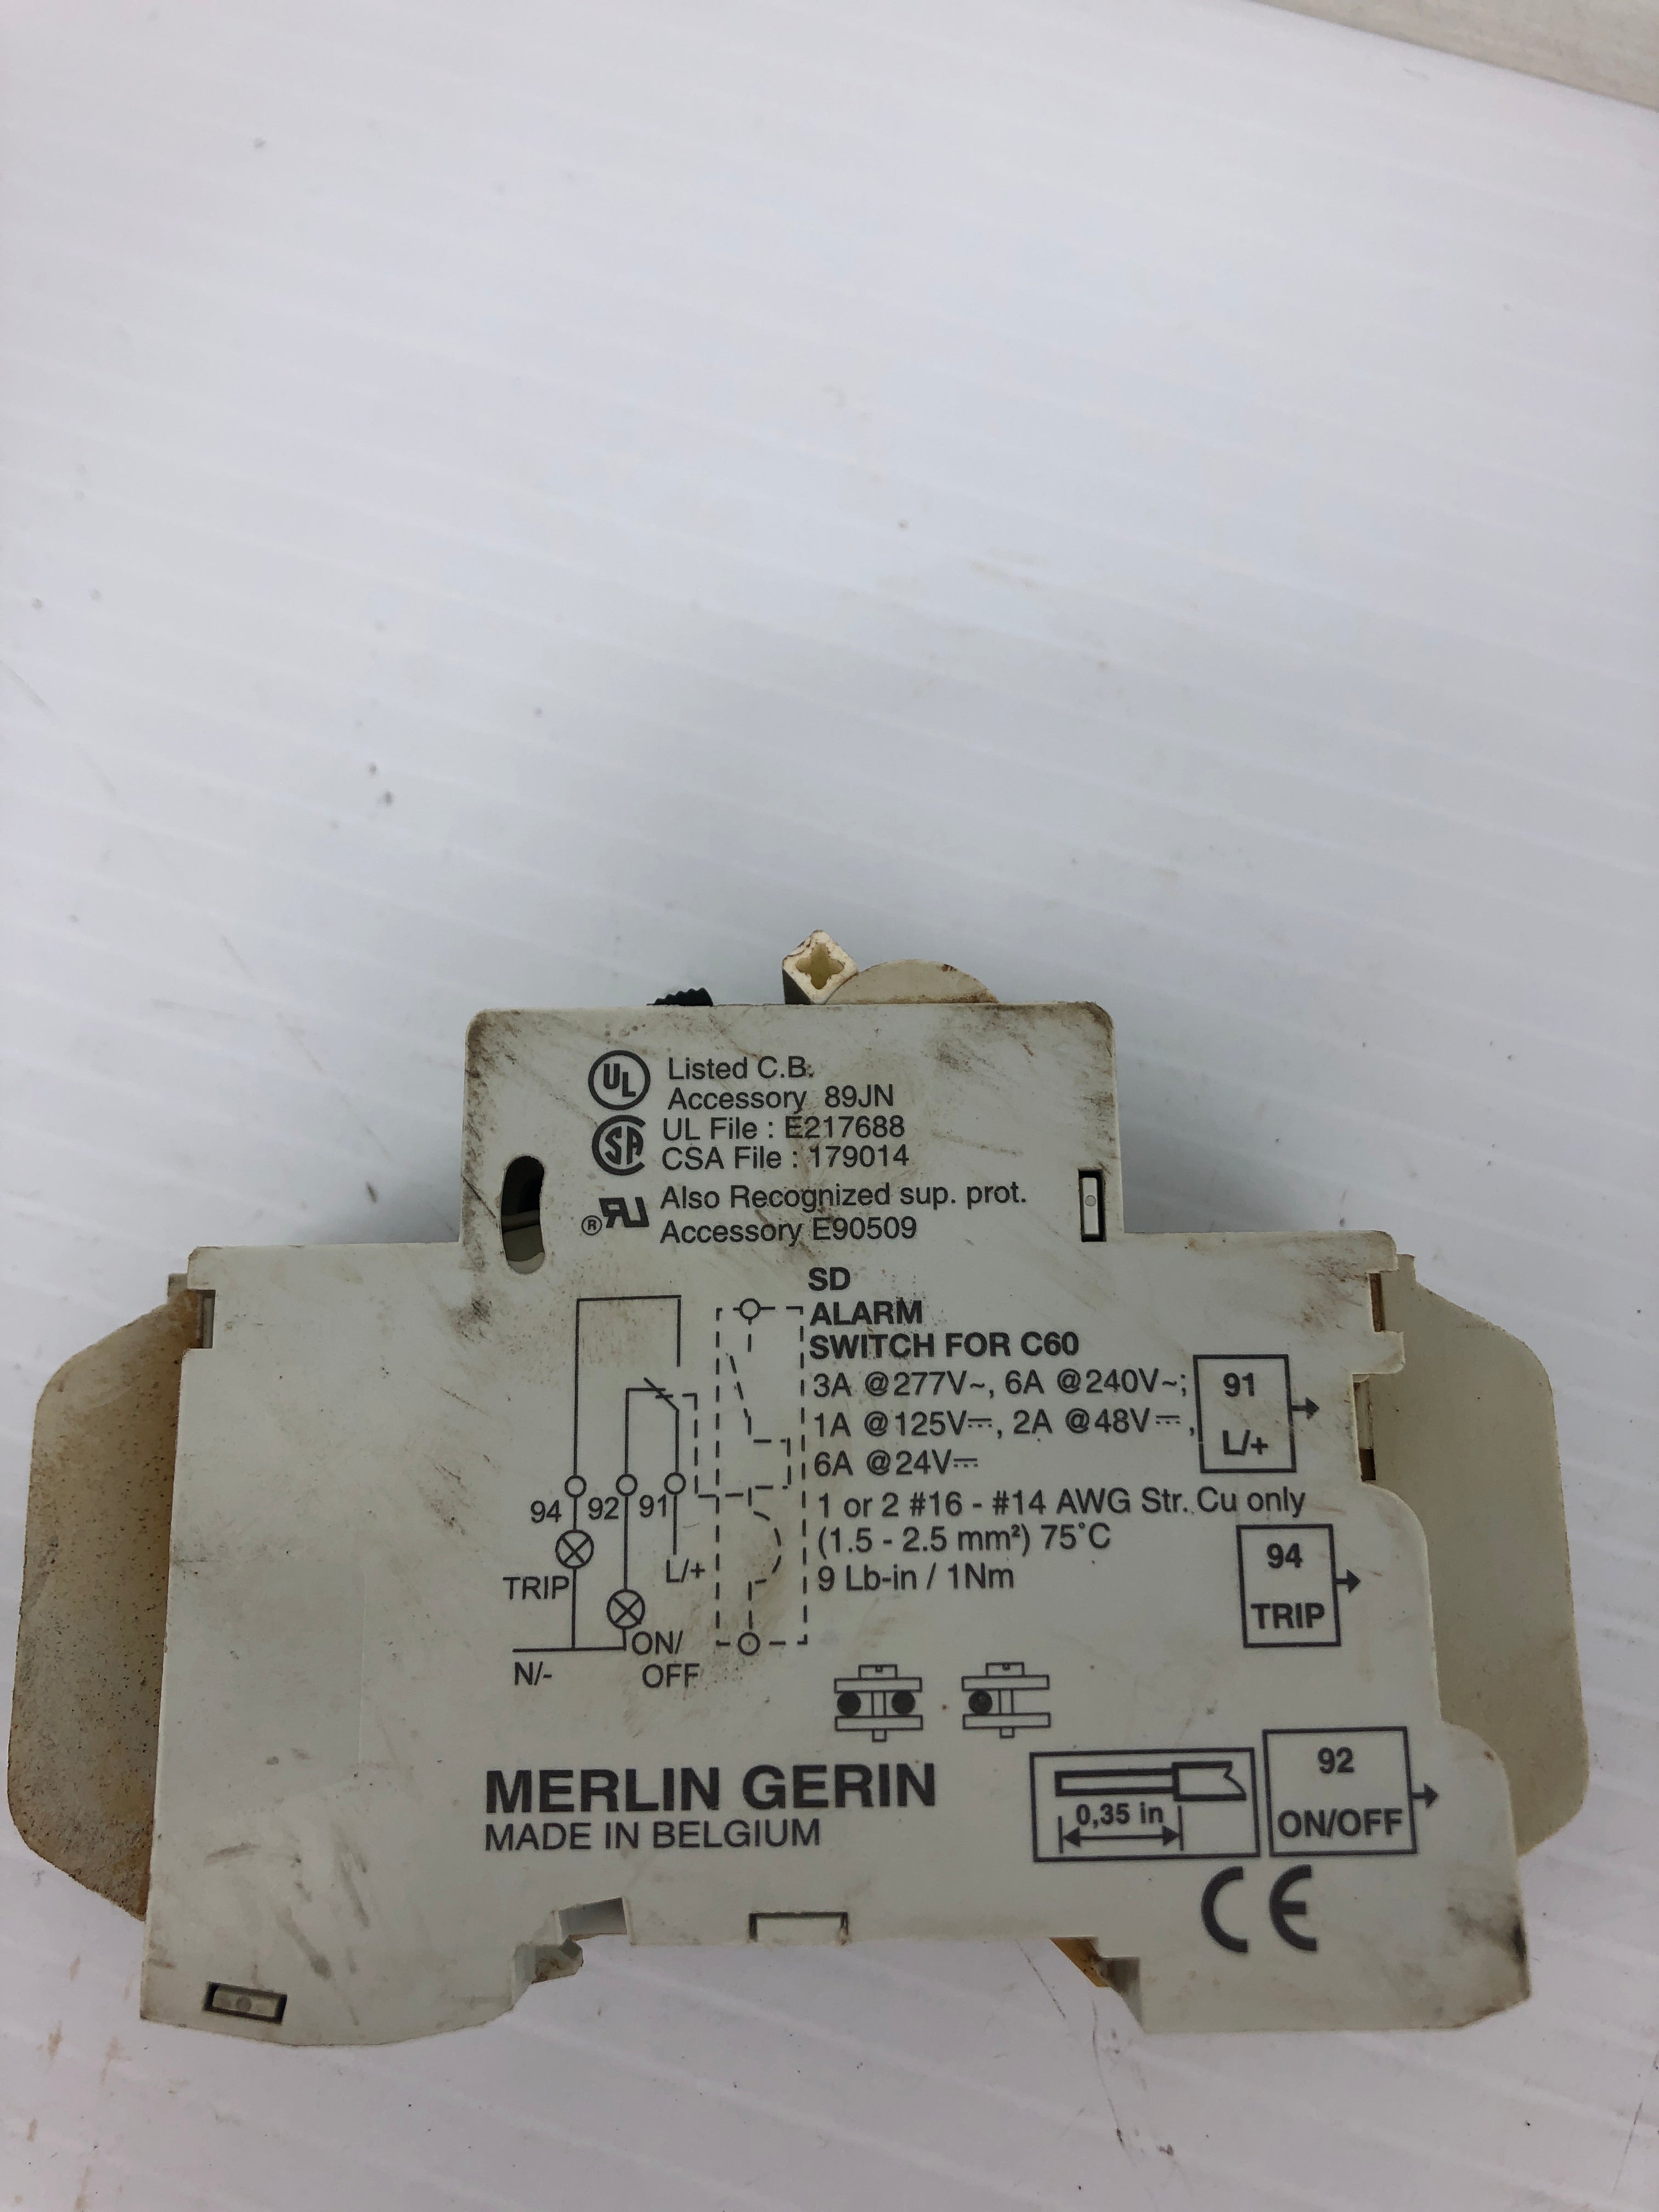 UL Listed C.B.
Accessory 89JN
UL File : E217688
SA CSA File : 179014
® RU Also Recognized sup. prot.
Accessory E90509
SD
ALARM
SWITCH FOR C60
3A @277V~, 6A @240V~;
1A @125V⎓, 2A @48V⎓,
6A @24V⎓
1 or 2 #16 - #14 AWG Str. Cu only
(1.5 - 2.5 mm²) 75°C
9 Lb-in / 1Nm
94 92 91
TRIP
L/+
ON/
OFF
N/-
91
L/+
94
TRIP
92
ON/OFF
0,35 in
MERLIN GERIN
MADE IN BELGIUM
CE